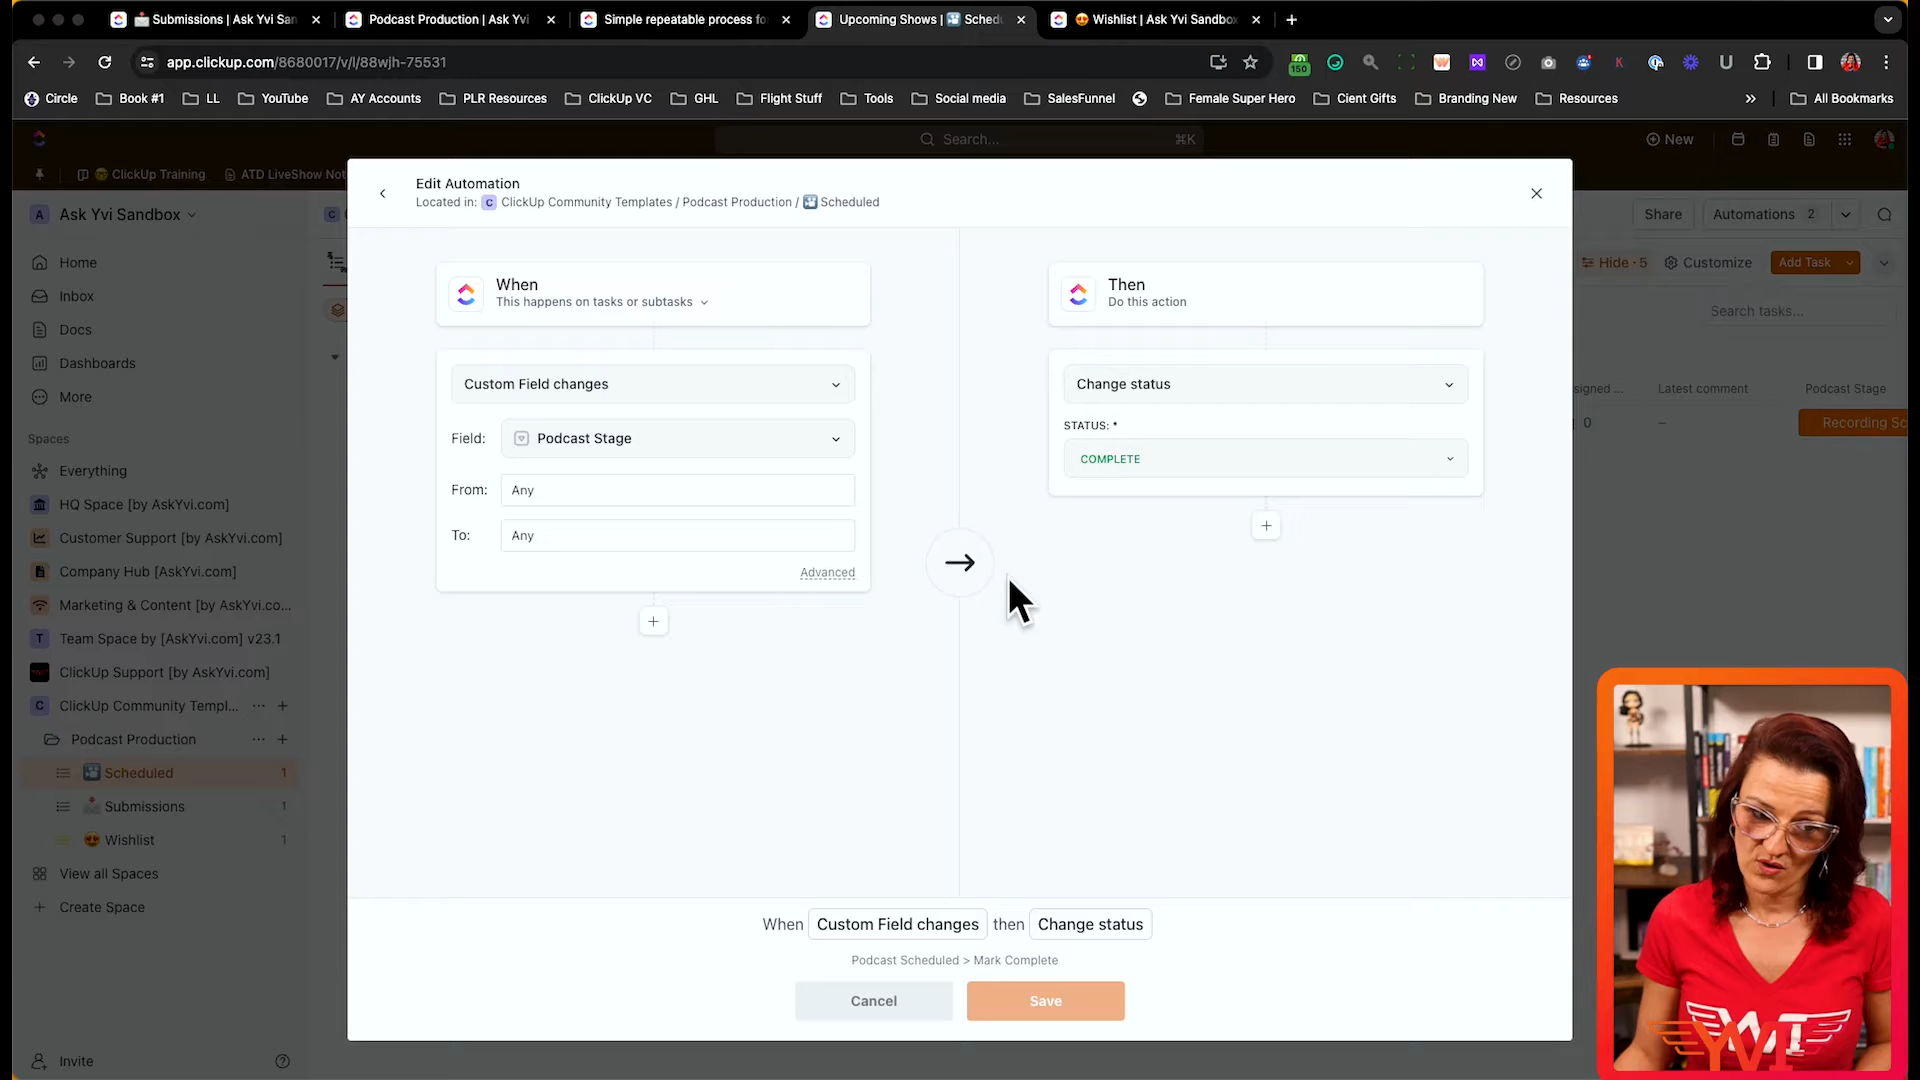 Submissions | Ask Yvi San
Podcast Production | Ask Yvi
Simple repeatable process fo
Upcoming Shows | Schedu
Wishlist | Ask Yvi Sandbox
app.clickup.com/8680017/v/l/88wjh-75531
150
Circle
Book #1
LL
YouTube
AY Accounts
PLR Resources
ClickUp VC
GHL
Flight Stuff
Tools
Social media
SalesFunnel
Female Super Hero
Cient Gifts
Branding New
Resources
All Bookmarks
Search...
⌘K
New
ClickUp Training
ATD LiveShow Not
A Ask Yvi Sandbox
Home
Inbox
Docs
Dashboards
More
Spaces
Everything
HQ Space [by AskYvi.com]
Customer Support [by AskYvi.com]
Company Hub [AskYvi.com]
Marketing & Content [by AskYvi.co...
T Team Space by [AskYvi.com] v23.1
ClickUp Support [by AskYvi.com]
C ClickUp Community Templ...
Podcast Production
Scheduled 1
Submissions 1
Wishlist 1
View all Spaces
Create Space
Invite
Edit Automation
Located in: C ClickUp Community Templates / Podcast Production / Scheduled
When
This happens on tasks or subtasks
Custom Field changes
Field: Podcast Stage
From: Any
To: Any
Advanced
Then
Do this action
Change status
STATUS: *
COMPLETE
When Custom Field changes then Change status
Podcast Scheduled > Mark Complete
Cancel
Save
Share
Automations 2
Hide · 5
Customize
Add Task
Search tasks...
signed ...
Latest comment
Podcast Stage
0
–
Recording Sc
YVI